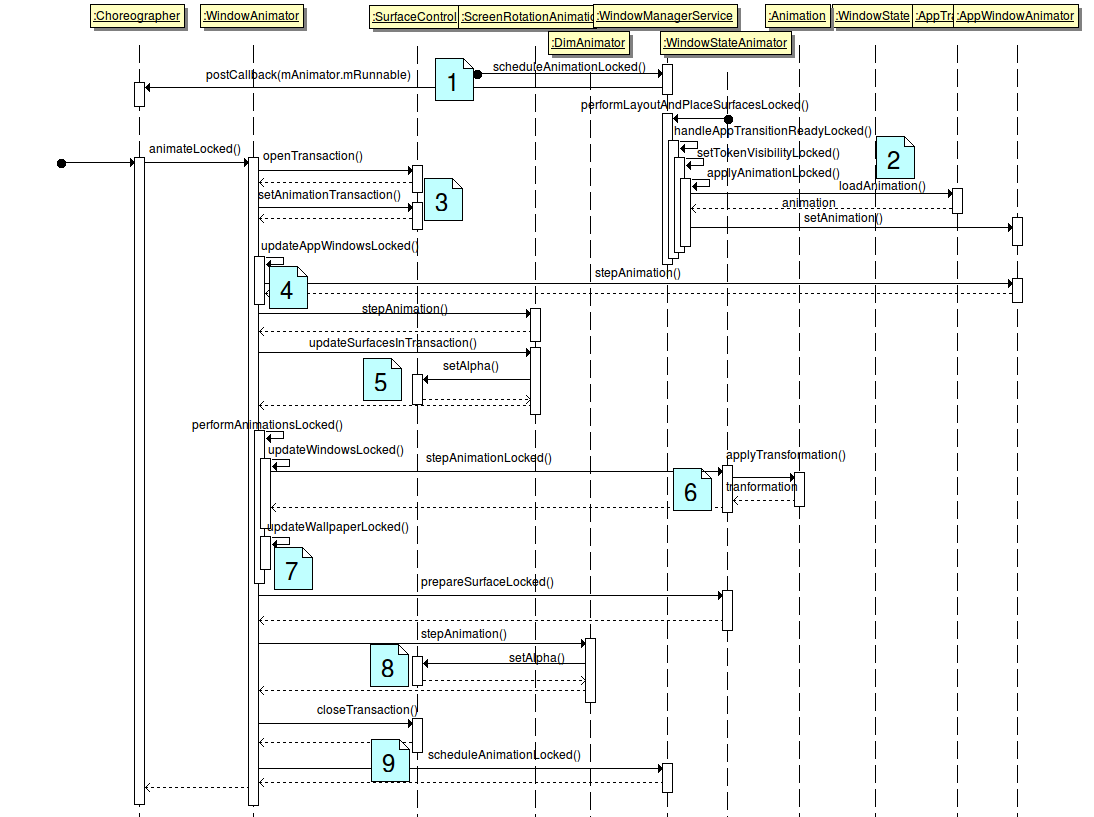 :Choreographer
:WindowAnimator
:SurfaceControl
:ScreenRotationAnimatio
:WindowManagerService
:Animation
:WindowState
:AppTra
:AppWindowAnimator
:DimAnimator
:WindowStateAnimator
scheduleAnimationLocked()
postCallback(mAnimator.mRunnable)
1
performLayoutAndPlaceSurfacesLocked()
handleAppTransitionReadyLocked()
animateLocked()
openTransaction()
setTokenVisibilityLocked()
2
applyAnimationLocked()
loadAnimation()
setAnimationTransaction()
3
animation
setAnimation()
updateAppWindowsLocked()
stepAnimation()
4
stepAnimation()
updateSurfacesInTransaction()
setAlpha()
5
performAnimationsLocked()
updateWindowsLocked()
stepAnimationLocked()
applyTransformation()
6
tranformation
updateWallpaperLocked()
7
prepareSurfaceLocked()
stepAnimation()
setAlpha()
8
closeTransaction()
scheduleAnimationLocked()
9